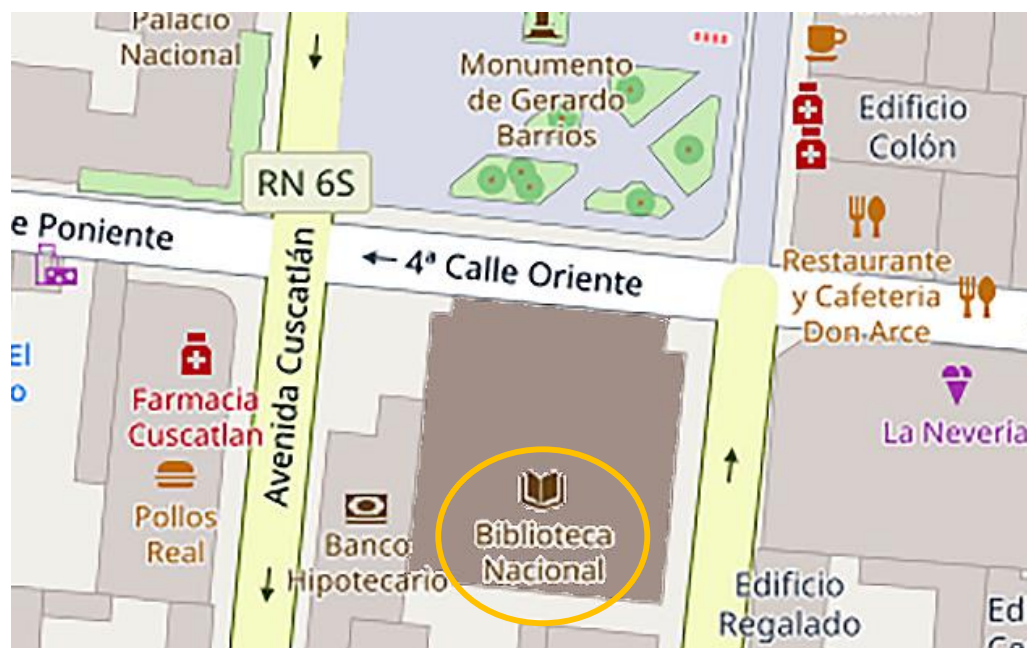 Palacio
Nacional
Monumento
de Gerardo
Barrios
Edificio
Colón
RN 6S
e Poniente
4ª Calle Oriente
Avenida Cuscatlán
Restaurante
y Cafeteria
Don Arce
El
o
Farmacia
Cuscatlan
La Nevería
Pollos
Real
Banco
Hipotecario
Biblioteca
Nacional
Edificio
Regalado
Ed